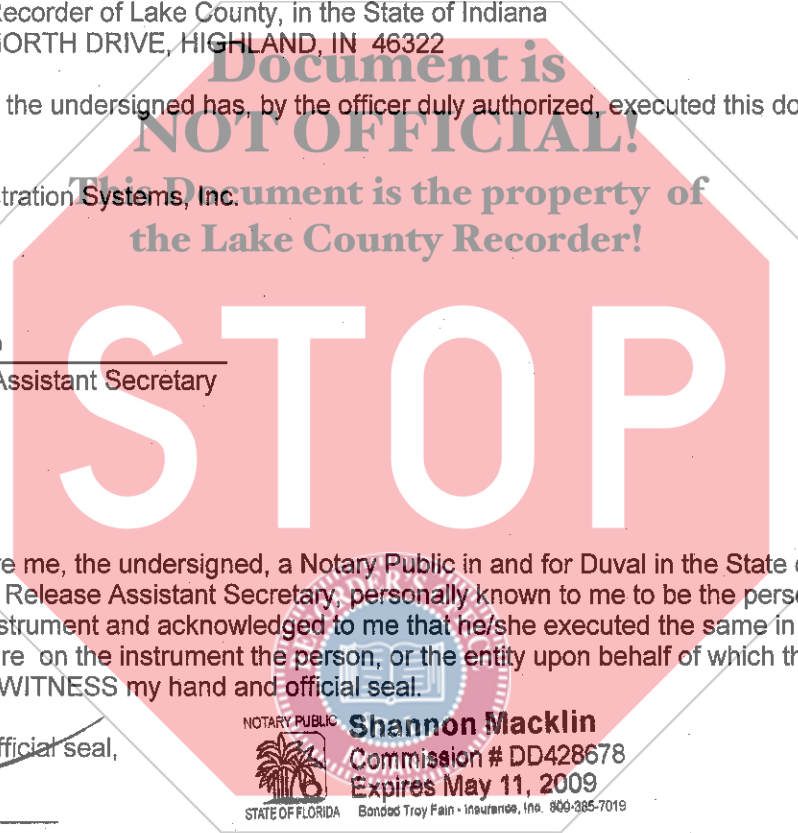 ecorder of Lake County, in the State of Indiana
ORTH DRIVE, HIGHLAND, IN 46322
Document is
the undersigned has, by the officer duly authorized, executed this do
NOT OFFICIAL!
tration Systems, Inc.
This Document is the property of
the Lake County Recorder!
STOP
Assistant Secretary
re me, the undersigned, a Notary Public in and for Duval in the State
Release Assistant Secretary, personally known to me to be the pers
strument and acknowledged to me that he/she executed the same in
re on the instrument the person, or the entity upon behalf of which th
WITNESS my hand and official seal.
NOTARY PUBLIC Shannon Macklin
fficial seal,
Commission # DD428678
Expires May 11, 2009
STATE OF FLORIDA Bonded Troy Fain - Insurance, Inc. 800-385-7019